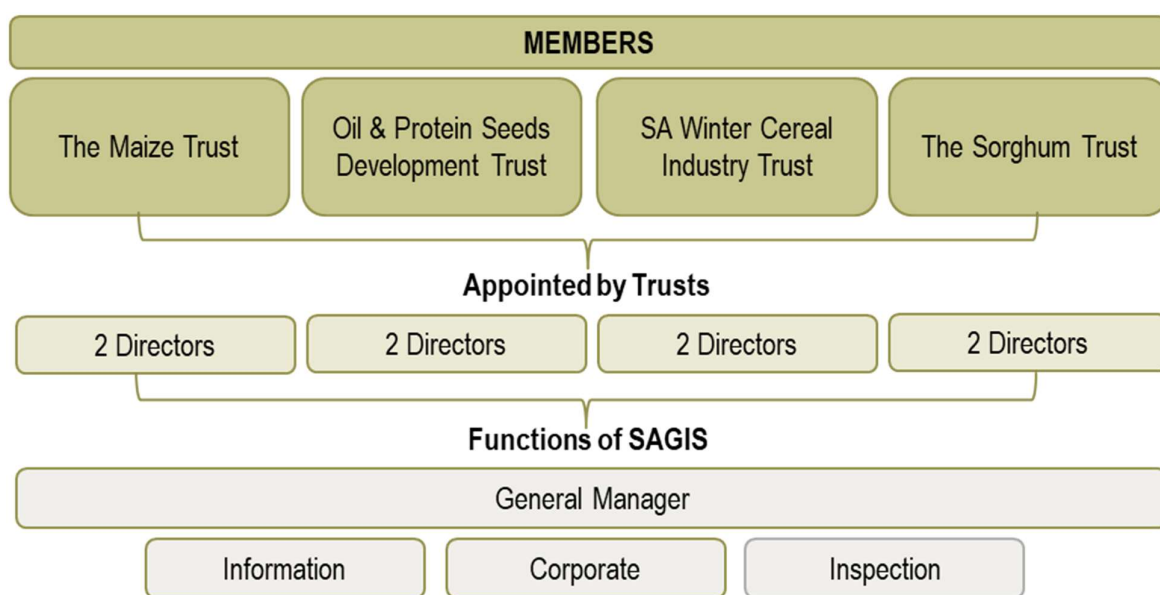 MEMBERS
The Maize Trust
Oil & Protein Seeds
Development Trust
SA Winter Cereal
Industry Trust
The Sorghum Trust
Appointed by Trusts
2 Directors
2 Directors
2 Directors
2 Directors
Functions of SAGIS
General Manager
Information
Corporate
Inspection